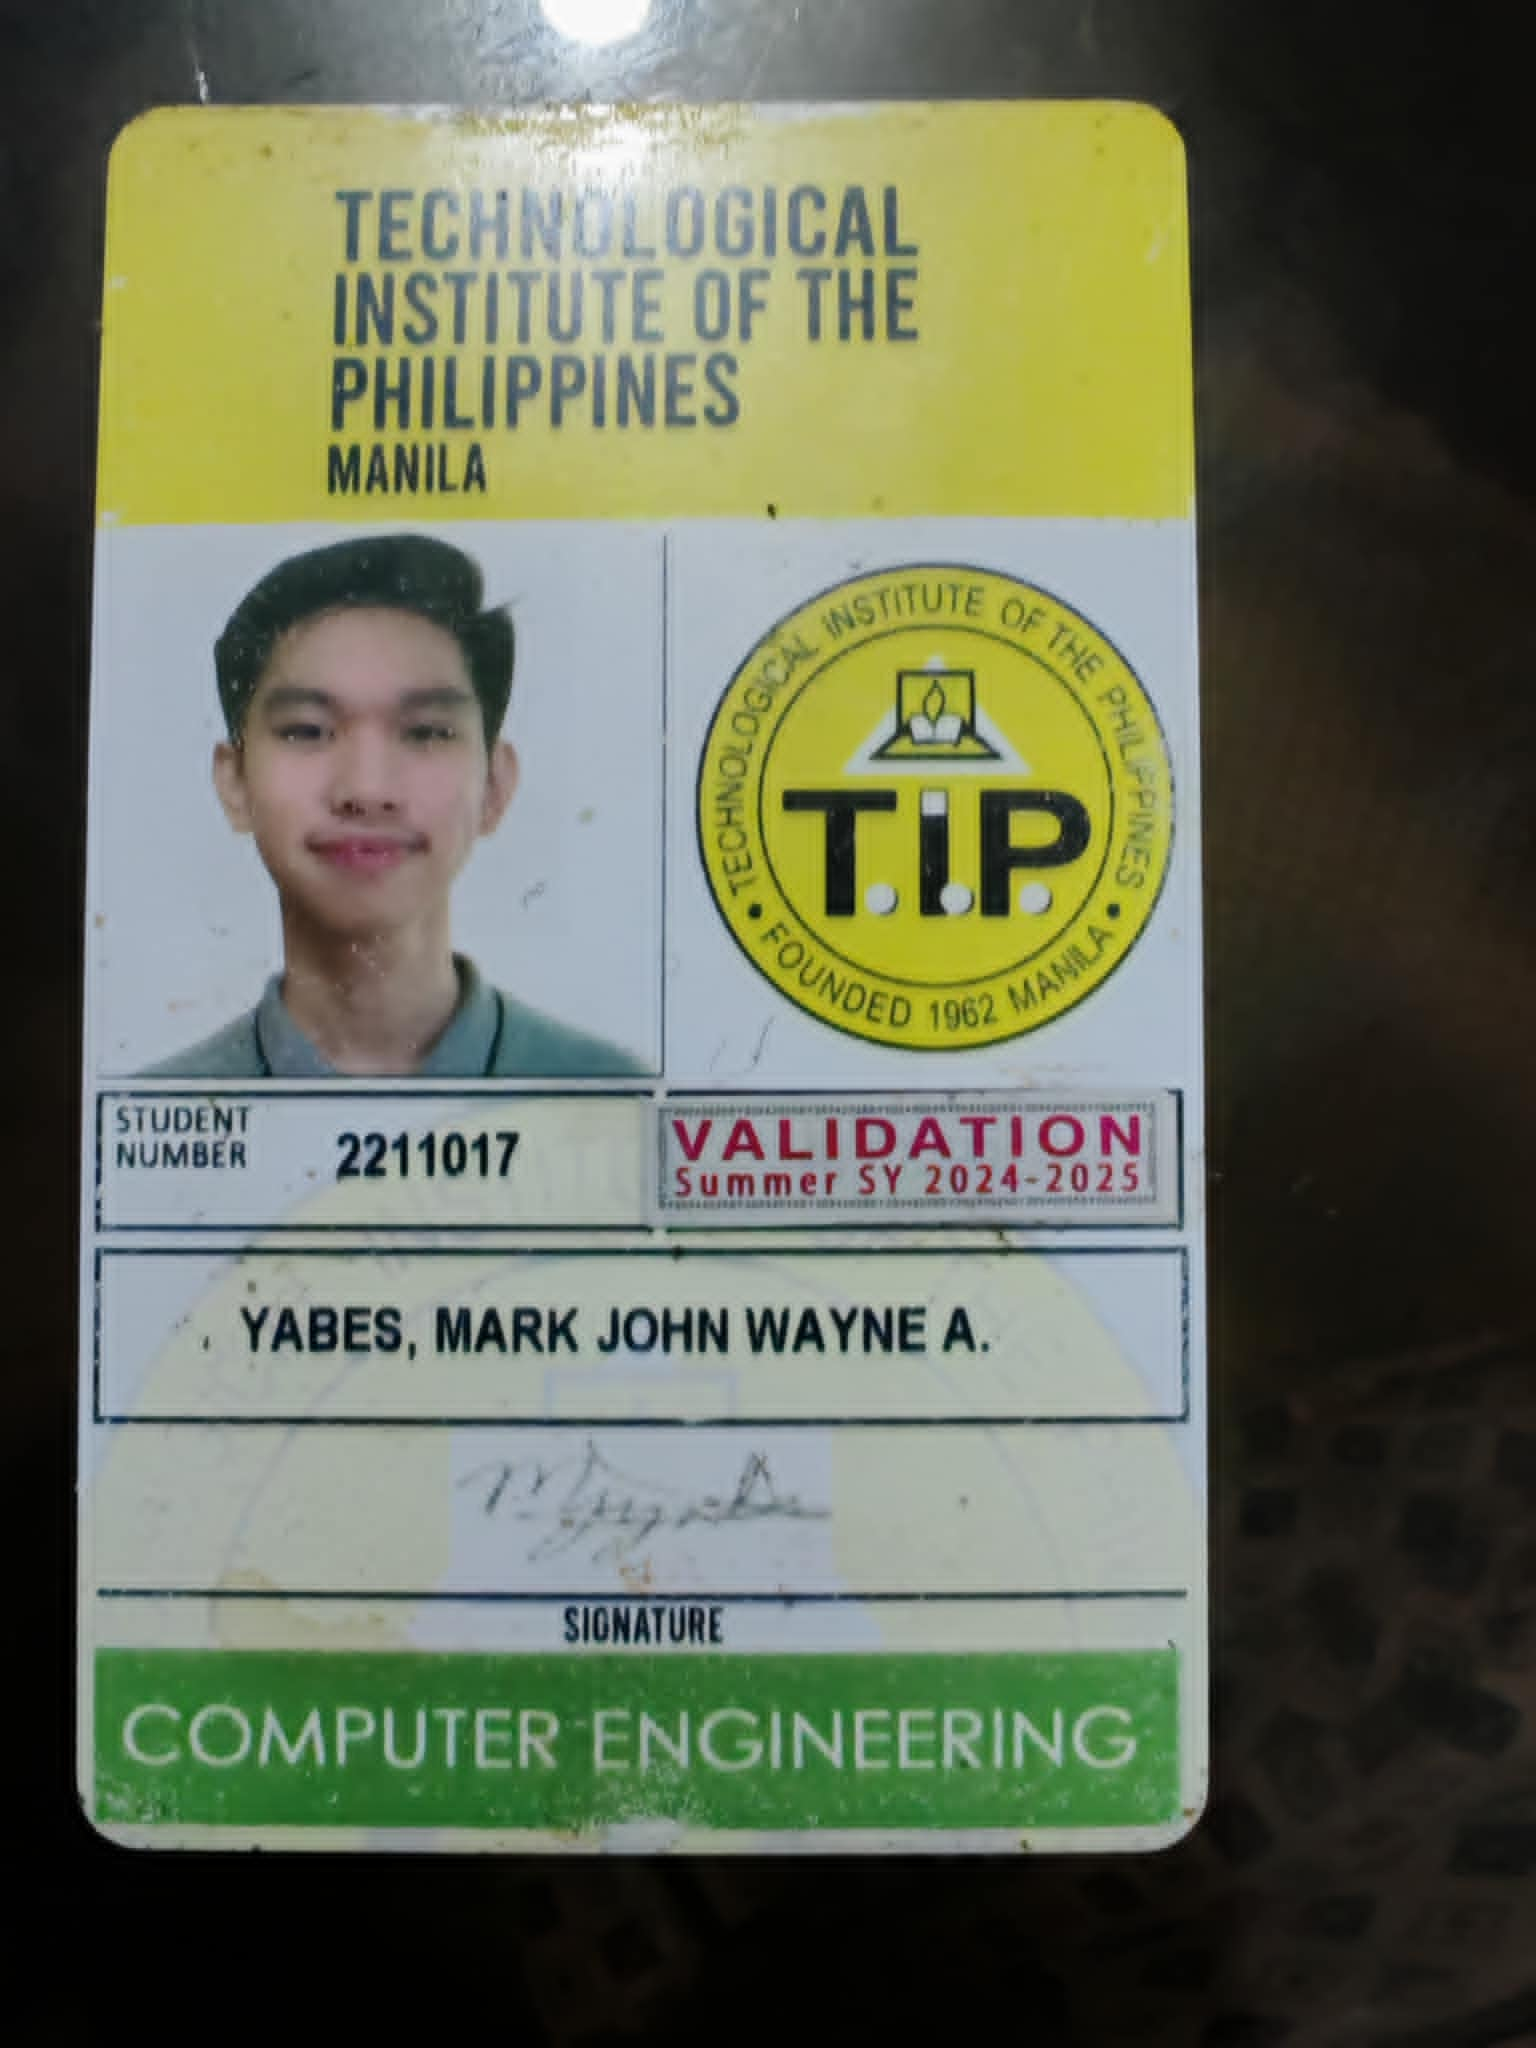 TECHNOLOGICAL
INSTITUTE OF THE
PHILIPPINES
MANILA
TECHNOLOGICAL INSTITUTE OF THE PHILIPPINES
T.I.P.
• FOUNDED 1962 MANILA •
STUDENT
NUMBER
2211017
VALIDATION
Summer SY 2024-2025
YABES, MARK JOHN WAYNE A.
SIGNATURE
COMPUTER ENGINEERING